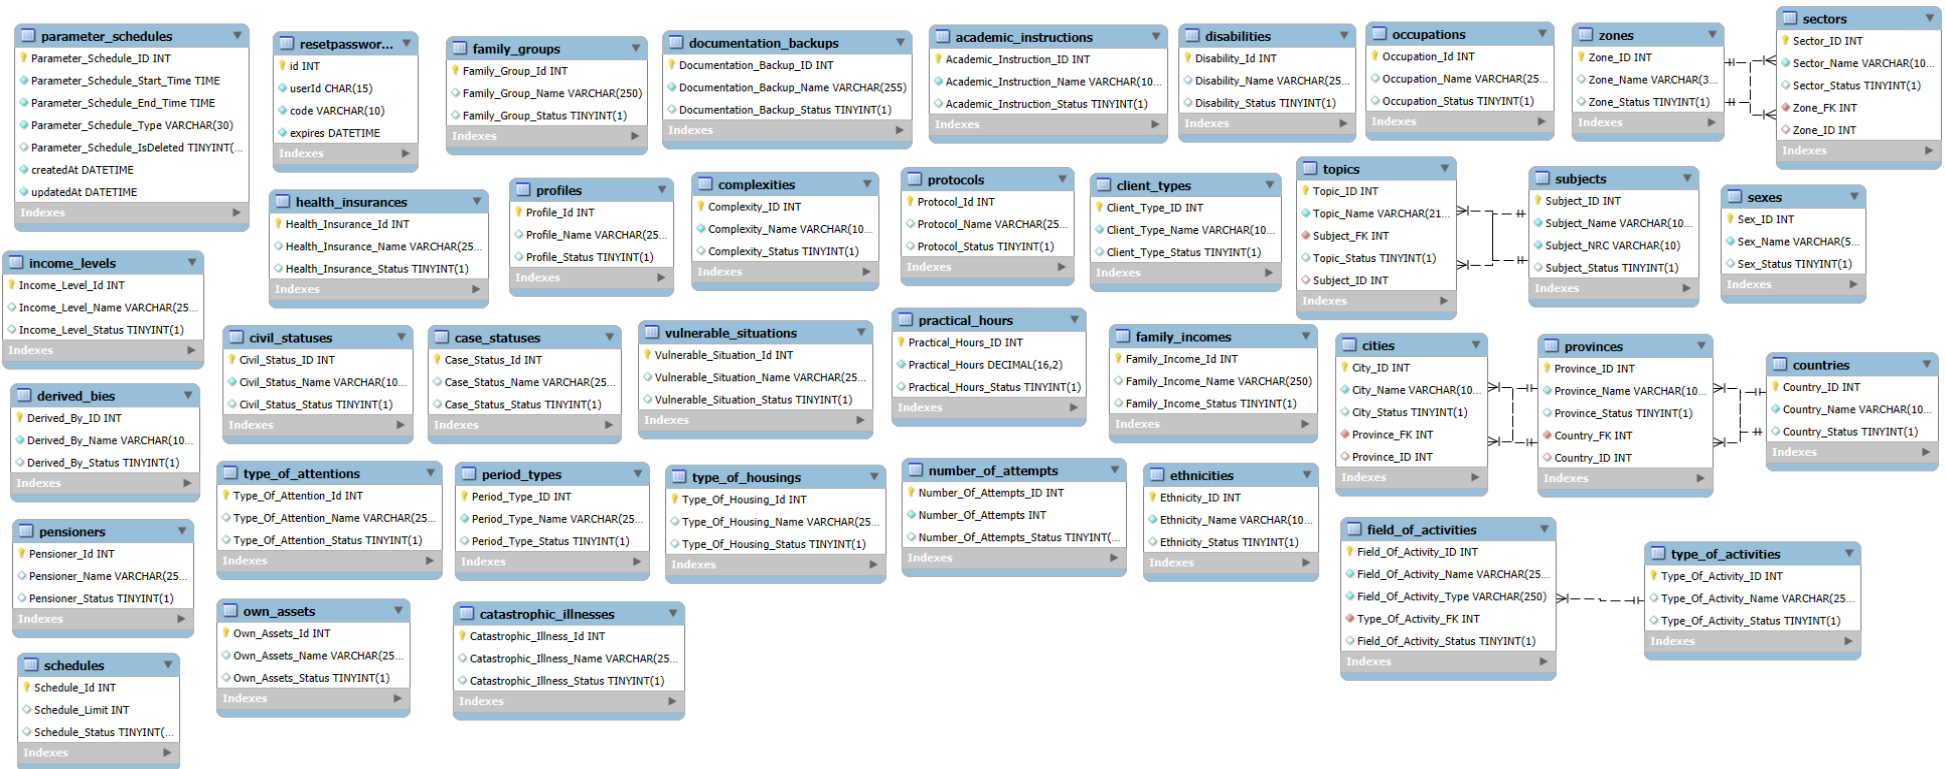 parameter_schedules
Parameter_Schedule_ID INT
Parameter_Schedule_Start_Time TIME
Parameter_Schedule_End_Time TIME
Parameter_Schedule_Type VARCHAR(30)
Parameter_Schedule_IsDeleted TINYINT(...
createdAt DATETIME
updatedAt DATETIME
Indexes
resetpasswor...
id INT
userId CHAR(15)
code VARCHAR(10)
expires DATETIME
Indexes
family_groups
Family_Group_Id INT
Family_Group_Name VARCHAR(250)
Family_Group_Status TINYINT(1)
Indexes
documentation_backups
Documentation_Backup_ID INT
Documentation_Backup_Name VARCHAR(255)
Documentation_Backup_Status TINYINT(1)
Indexes
academic_instructions
Academic_Instruction_ID INT
Academic_Instruction_Name VARCHAR(10...
Academic_Instruction_Status TINYINT(1)
Indexes
disabilities
Disability_Id INT
Disability_Name VARCHAR(25...
Disability_Status TINYINT(1)
Indexes
occupations
Occupation_Id INT
Occupation_Name VARCHAR(25...
Occupation_Status TINYINT(1)
Indexes
zones
Zone_ID INT
Zone_Name VARCHAR(3...
Zone_Status TINYINT(1)
Indexes
sectors
Sector_ID INT
Sector_Name VARCHAR(10...
Sector_Status TINYINT(1)
Zone_FK INT
Zone_ID INT
Indexes
health_insurances
Health_Insurance_Id INT
Health_Insurance_Name VARCHAR(25...
Health_Insurance_Status TINYINT(1)
Indexes
profiles
Profile_Id INT
Profile_Name VARCHAR(25...
Profile_Status TINYINT(1)
Indexes
complexities
Complexity_ID INT
Complexity_Name VARCHAR(10...
Complexity_Status TINYINT(1)
Indexes
protocols
Protocol_Id INT
Protocol_Name VARCHAR(25...
Protocol_Status TINYINT(1)
Indexes
client_types
Client_Type_ID INT
Client_Type_Name VARCHAR(10...
Client_Type_Status TINYINT(1)
Indexes
topics
Topic_ID INT
Topic_Name VARCHAR(21...
Subject_FK INT
Topic_Status TINYINT(1)
Subject_ID INT
Indexes
subjects
Subject_ID INT
Subject_Name VARCHAR(10...
Subject_NRC VARCHAR(10)
Subject_Status TINYINT(1)
Indexes
sexes
Sex_ID INT
Sex_Name VARCHAR(5...
Sex_Status TINYINT(1)
Indexes
income_levels
Income_Level_Id INT
Income_Level_Name VARCHAR(25...
Income_Level_Status TINYINT(1)
Indexes
civil_statuses
Civil_Status_ID INT
Civil_Status_Name VARCHAR(10...
Civil_Status_Status TINYINT(1)
Indexes
case_statuses
Case_Status_Id INT
Case_Status_Name VARCHAR(25...
Case_Status_Status TINYINT(1)
Indexes
vulnerable_situations
Vulnerable_Situation_Id INT
Vulnerable_Situation_Name VARCHAR(25...
Vulnerable_Situation_Status TINYINT(1)
Indexes
practical_hours
Practical_Hours_ID INT
Practical_Hours DECIMAL(16,2)
Practical_Hours_Status TINYINT(1)
Indexes
family_incomes
Family_Income_Id INT
Family_Income_Name VARCHAR(250)
Family_Income_Status TINYINT(1)
Indexes
cities
City_ID INT
City_Name VARCHAR(10...
City_Status TINYINT(1)
Province_FK INT
Province_ID INT
Indexes
provinces
Province_ID INT
Province_Name VARCHAR(10...
Province_Status TINYINT(1)
Country_FK INT
Country_ID INT
Indexes
countries
Country_ID INT
Country_Name VARCHAR(10...
Country_Status TINYINT(1)
Indexes
derived_bies
Derived_By_ID INT
Derived_By_Name VARCHAR(10...
Derived_By_Status TINYINT(1)
Indexes
type_of_attentions
Type_Of_Attention_Id INT
Type_Of_Attention_Name VARCHAR(25...
Type_Of_Attention_Status TINYINT(1)
Indexes
period_types
Period_Type_ID INT
Period_Type_Name VARCHAR(25...
Period_Type_Status TINYINT(1)
Indexes
type_of_housings
Type_Of_Housing_Id INT
Type_Of_Housing_Name VARCHAR(25...
Type_Of_Housing_Status TINYINT(1)
Indexes
number_of_attempts
Number_Of_Attempts_ID INT
Number_Of_Attempts INT
Number_Of_Attempts_Status TINYINT(...
Indexes
ethnicities
Ethnicity_ID INT
Ethnicity_Name VARCHAR(10...
Ethnicity_Status TINYINT(1)
Indexes
field_of_activities
Field_Of_Activity_ID INT
Field_Of_Activity_Name VARCHAR(25...
Field_Of_Activity_Type VARCHAR(250)
Type_Of_Activity_FK INT
Field_Of_Activity_Status TINYINT(1)
Indexes
type_of_activities
Type_Of_Activity_ID INT
Type_Of_Activity_Name VARCHAR(25...
Type_Of_Activity_Status TINYINT(1)
Indexes
pensioners
Pensioner_Id INT
Pensioner_Name VARCHAR(25...
Pensioner_Status TINYINT(1)
Indexes
own_assets
Own_Assets_Id INT
Own_Assets_Name VARCHAR(25...
Own_Assets_Status TINYINT(1)
Indexes
catastrophic_illnesses
Catastrophic_Illness_Id INT
Catastrophic_Illness_Name VARCHAR(25...
Catastrophic_Illness_Status TINYINT(1)
Indexes
schedules
Schedule_Id INT
Schedule_Limit INT
Schedule_Status TINYINT(...
Indexes